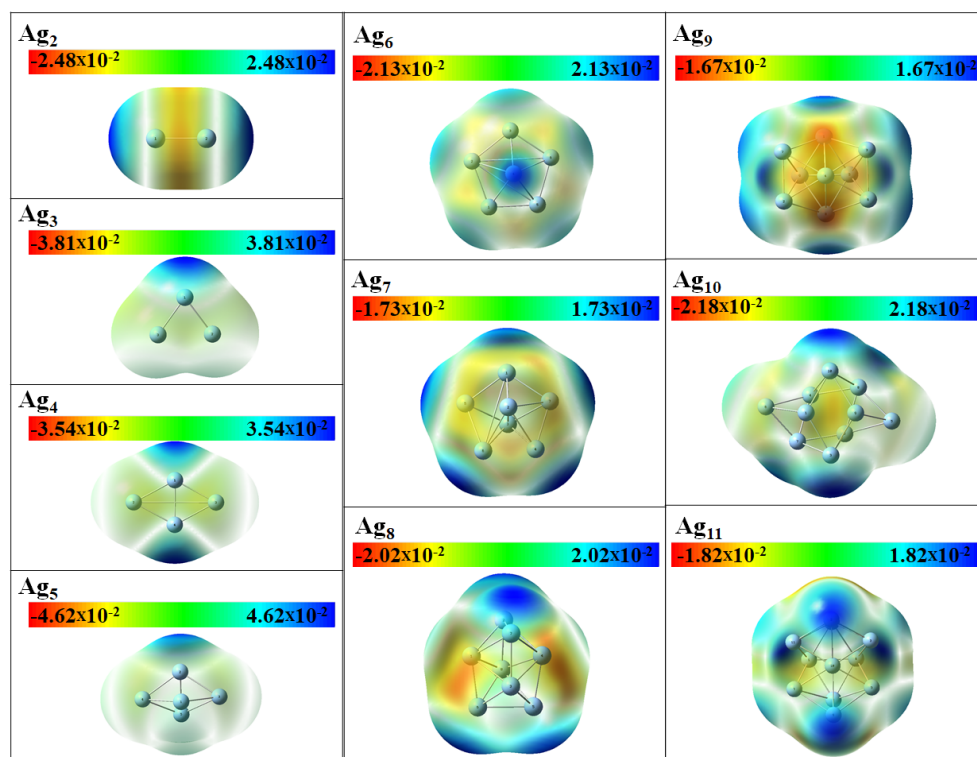 Ag₂
-2.48x10⁻² 2.48x10⁻²
Ag₃
-3.81x10⁻² 3.81x10⁻²
Ag₄
-3.54x10⁻² 3.54x10⁻²
Ag₅
-4.62x10⁻² 4.62x10⁻²
Ag₆
-2.13x10⁻² 2.13x10⁻²
Ag₇
-1.73x10⁻² 1.73x10⁻²
Ag₈
-2.02x10⁻² 2.02x10⁻²
Ag₉
-1.67x10⁻² 1.67x10⁻²
Ag₁₀
-2.18x10⁻² 2.18x10⁻²
Ag₁₁
-1.82x10⁻² 1.82x10⁻²